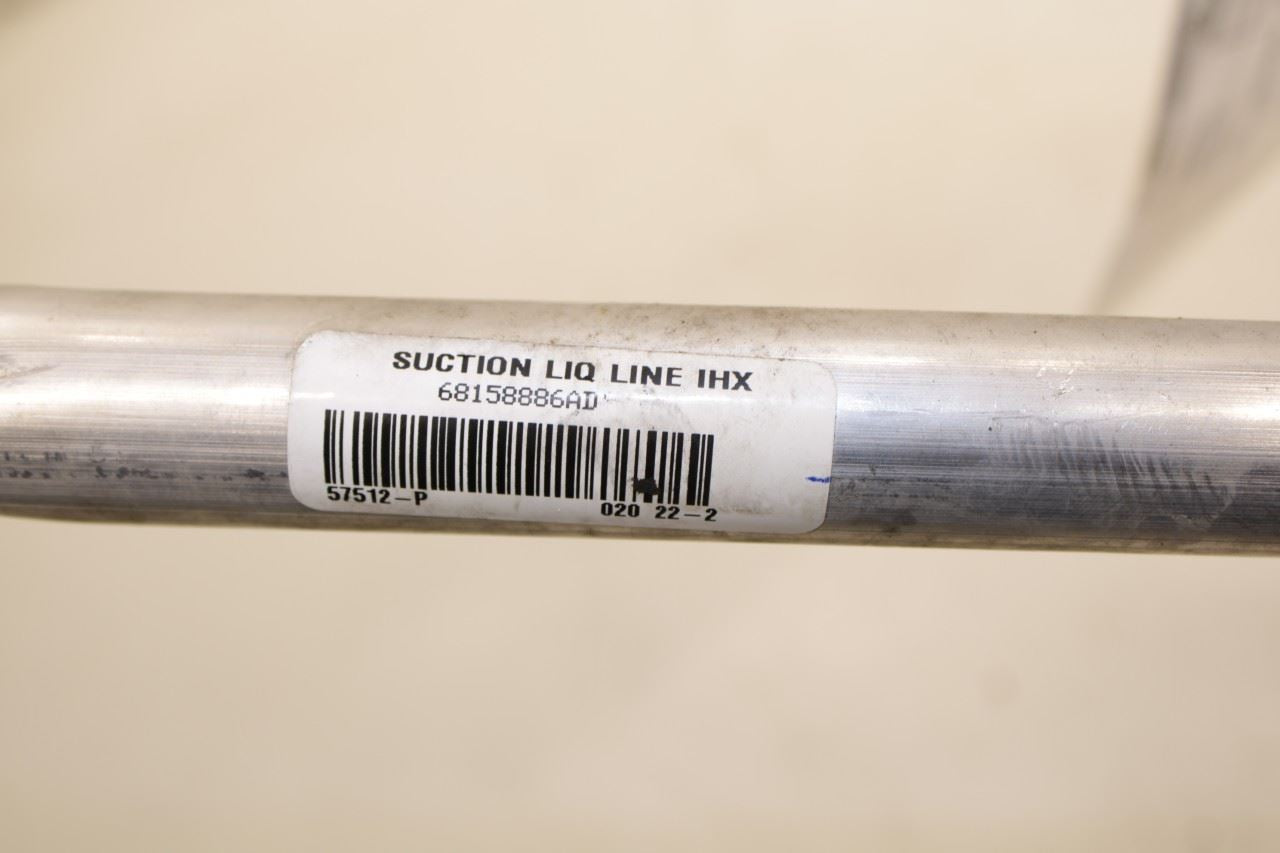 SUCTION LIQ LINE IHX
68158886AD
57512-P
020 22-2